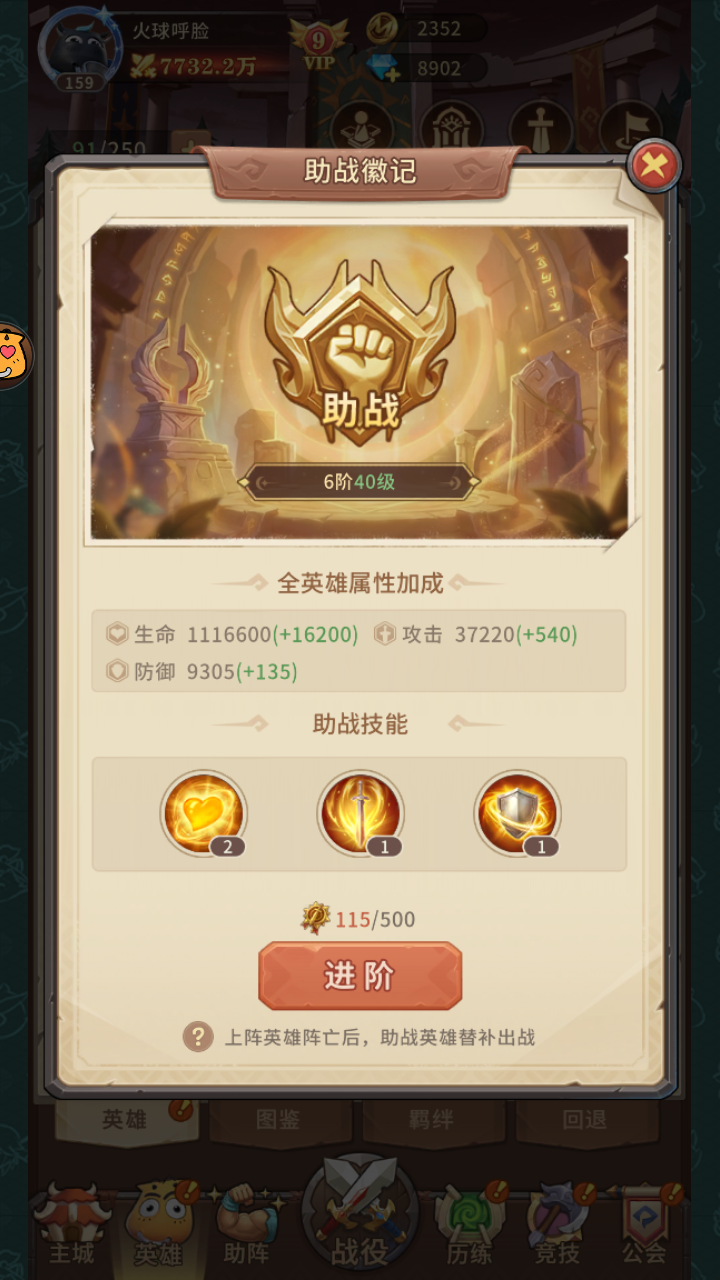 火球呼脸
159
7732.2万
9
VIP
2352
8902
91/250
助战徽记
助战
6阶40级
全英雄属性加成
生命 1116600(+16200) 攻击 37220(+540)
防御 9305(+135)
助战技能
2 1 1
115/500
进阶
? 上阵英雄阵亡后，助战英雄替补出战
英雄 图鉴 羁绊 回退
主城 英雄 助阵 战役 历练 竞技 公会